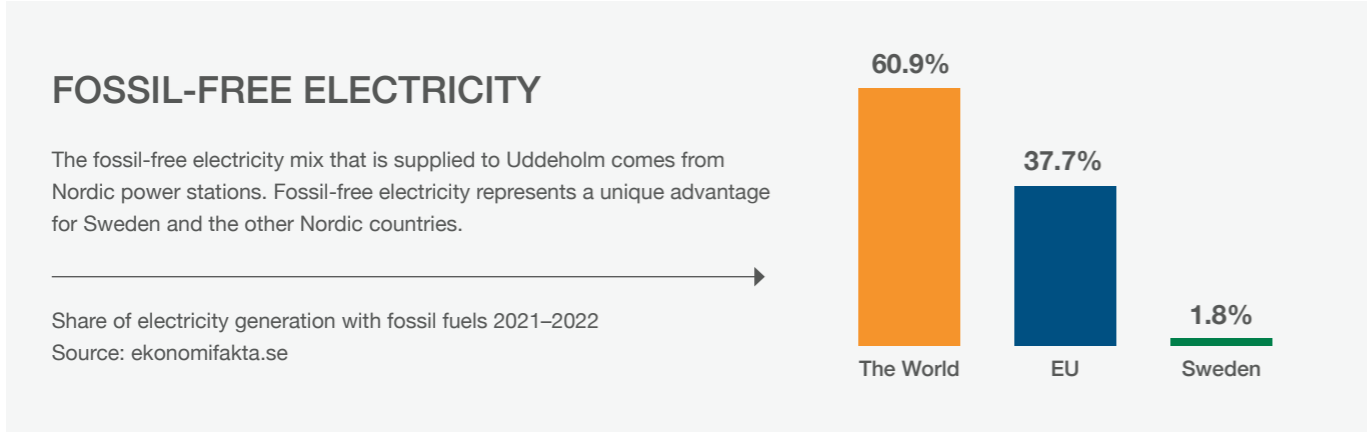 FOSSIL-FREE ELECTRICITY
The fossil-free electricity mix that is supplied to Uddeholm comes from
Nordic power stations. Fossil-free electricity represents a unique advantage
for Sweden and the other Nordic countries.
Share of electricity generation with fossil fuels 2021–2022
Source: ekonomifakta.se
60.9%
37.7%
1.8%
The World
EU
Sweden